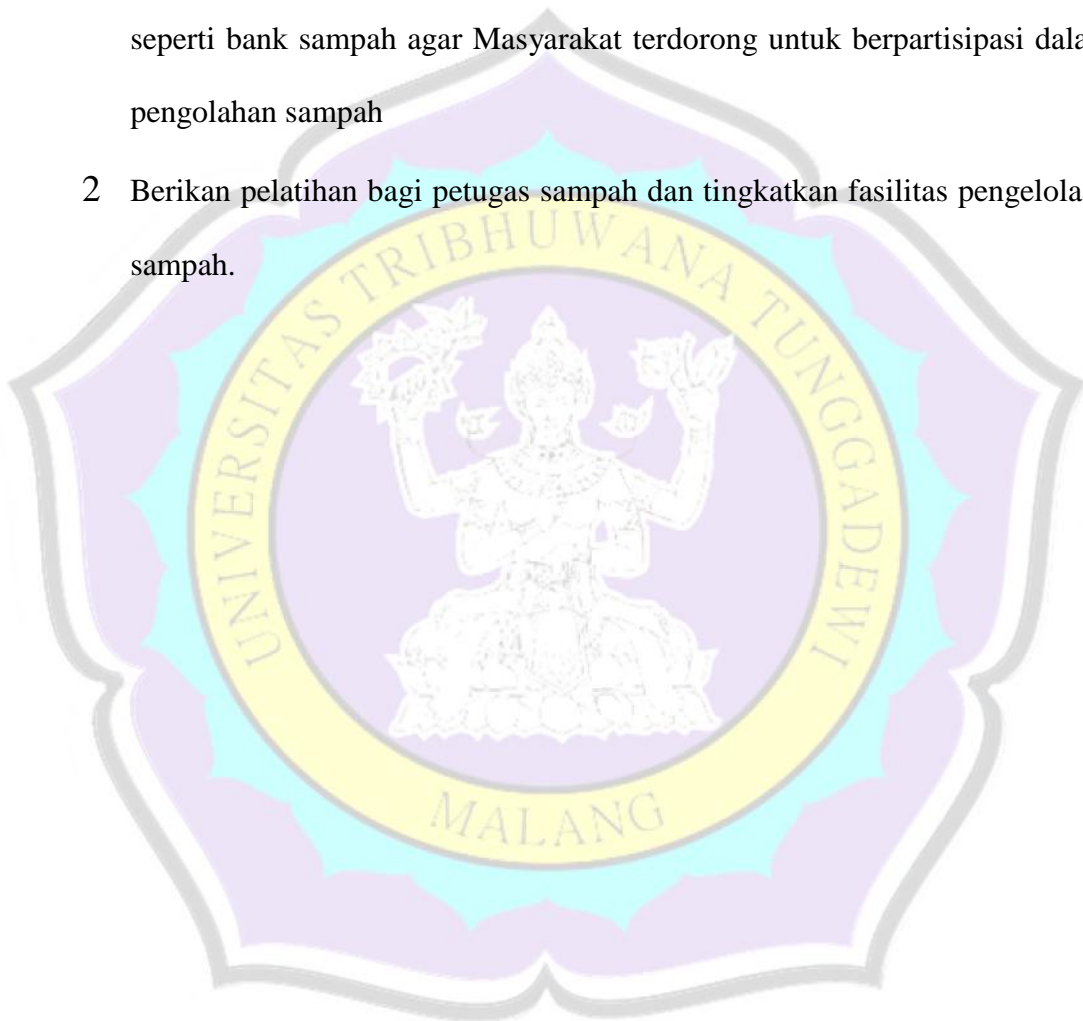 seperti bank sampah agar Masyarakat terdorong untuk berpartisipasi dala
pengolahan sampah
2 Berikan pelatihan bagi petugas sampah dan tingkatkan fasilitas pengelola
sampah.
UNIVERSITAS TRIBHUWANA TUNGGADEWI
MALANG